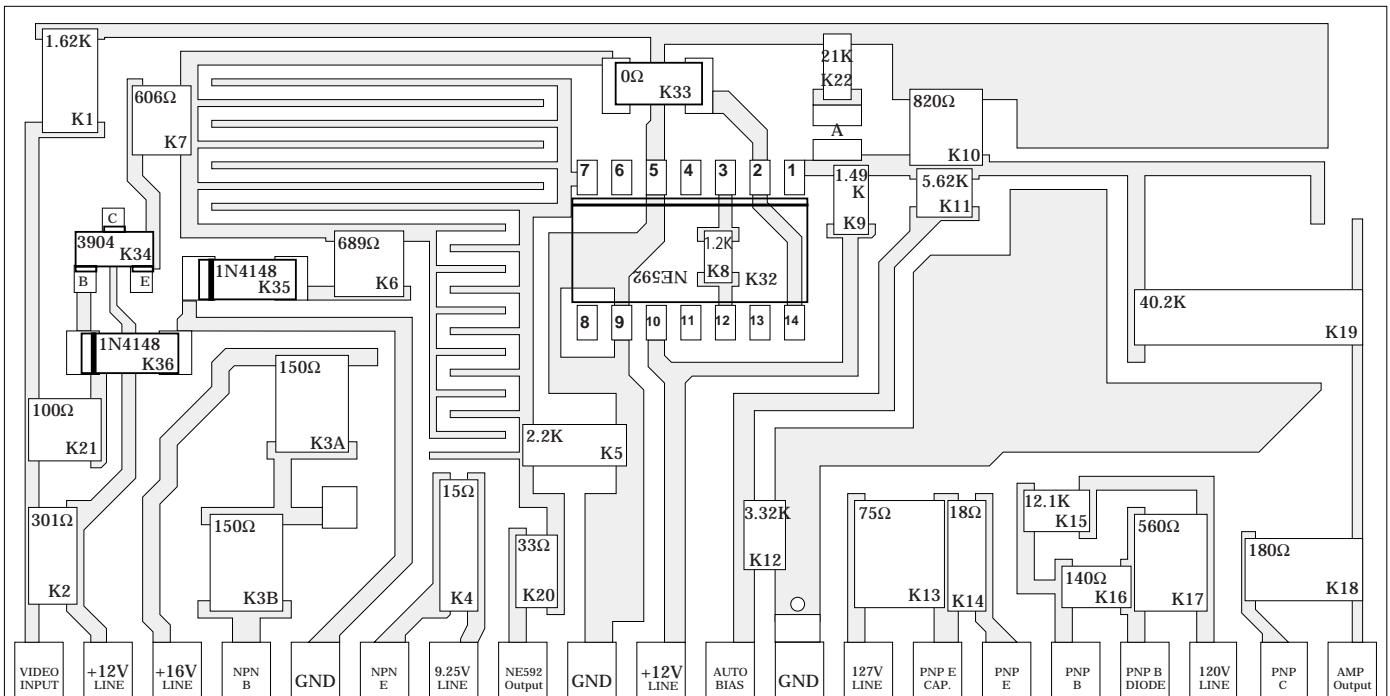 1.62K
K1
606Ω
K7
0Ω
K33
21K
K22
A
820Ω
K10
7
6
5
4
3
2
1
1.49
K
K9
5.62K
K11
C
3904
K34
B
E
689Ω
K6
1N4148
K35
1.2K
K8
NE592
K32
40.2K
K19
8
9
10
11
12
13
14
1N4148
K36
150Ω
K3A
100Ω
K21
2.2K
K5
15Ω
K4
301Ω
K2
150Ω
K3B
33Ω
K20
3.32K
K12
75Ω
K13
18Ω
K14
12.1K
K15
140Ω
K16
560Ω
K17
180Ω
K18
VIDEO
INPUT
+12V
LINE
+16V
LINE
NPN
B
GND
NPN
E
9.25V
LINE
NE592
Output
GND
+12V
LINE
AUTO
BIAS
GND
127V
LINE
PNP E
CAP.
PNP
E
PNP
B
PNP B
DIODE
120V
LINE
PNP
C
AMP
Output